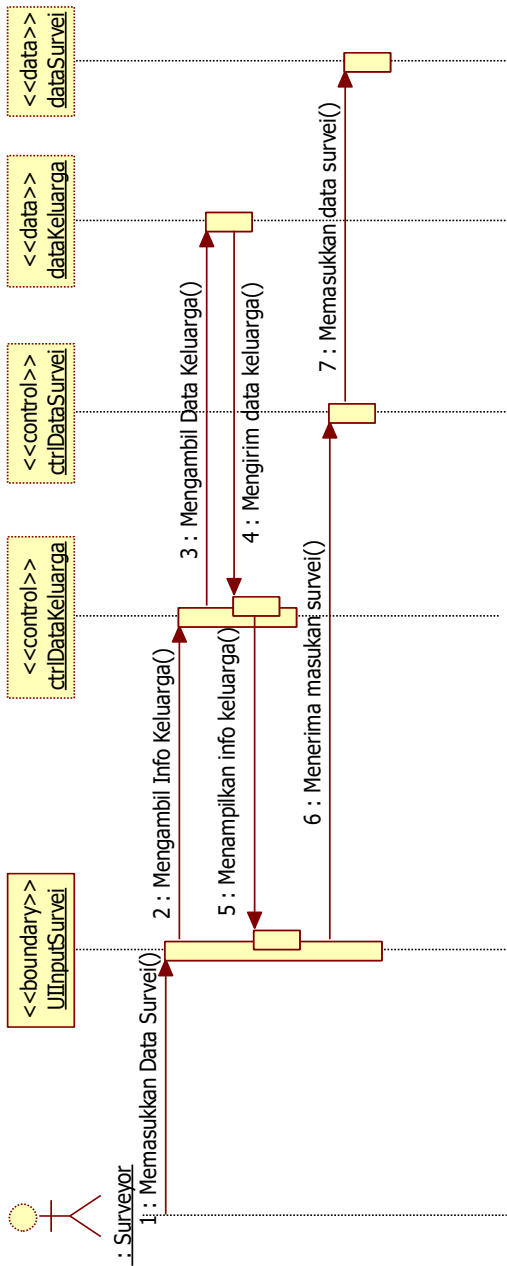 : Surveyor
<<boundary>>
UIInputSurvei
<<control>>
ctrlDataKeluarga
<<control>>
ctrlDataSurvei
<<data>>
dataKeluarga
<<data>>
dataSurvei
1 : Memasukkan Data Survei()
2 : Mengambil Info Keluarga()
3 : Mengambil Data Keluarga()
4 : Mengirim data keluarga()
5 : Menampilkan info keluarga()
6 : Menerima masukan survei()
7 : Memasukkan data survei()